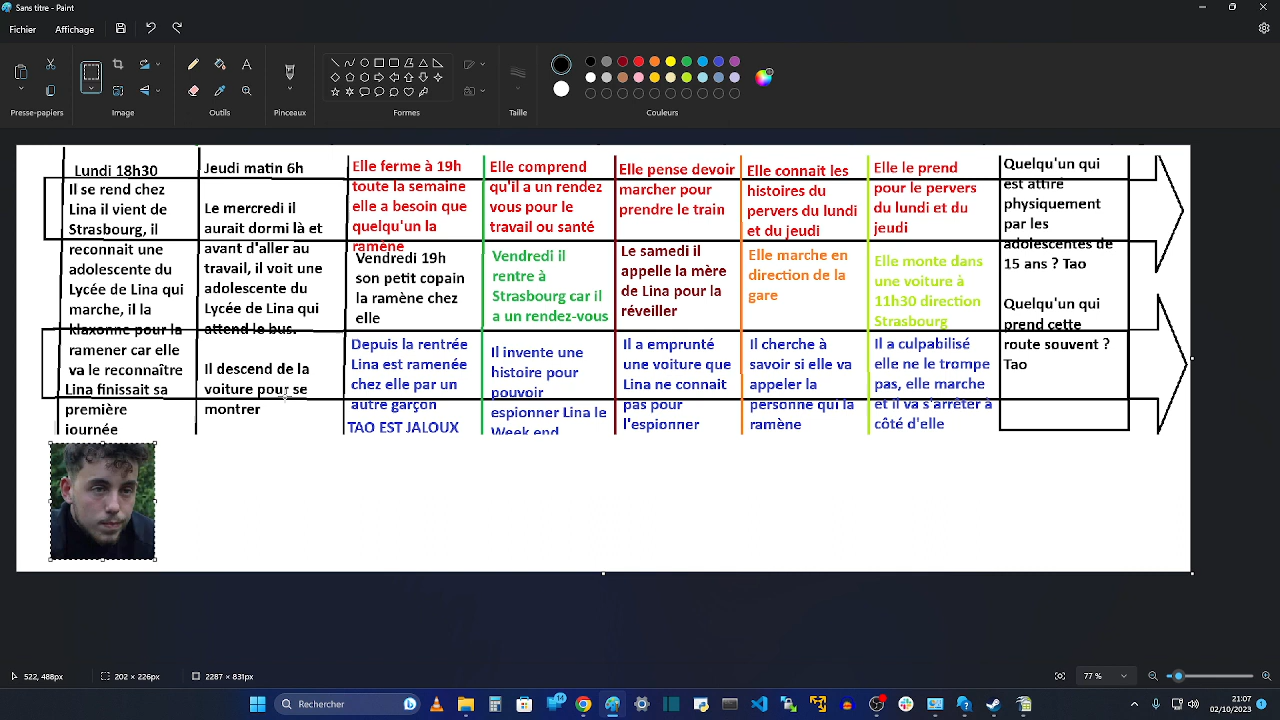 Sans titre - Paint
Fichier
Affichage
Presse-papiers
Image
Outils
Pinceaux
Formes
Taille
Couleurs
Lundi 18h30
Il se rend chez
Lina il vient de
Strasbourg, il
reconnait une
adolescente du
Lycée de Lina qui
marche, il la
klaxonne pour la
ramener car elle
va le reconnaître
Lina finissait sa
première
journée
Jeudi matin 6h
Le mercredi il
aurait dormi là et
avant d'aller au
travail, il voit une
adolescente du
Lycée de Lina qui
attend le bus.
Il descend de la
voiture pour se
montrer
Elle ferme à 19h
toute la semaine
elle a besoin que
quelqu'un la
ramène
Vendredi 19h
son petit copain
la ramène chez
elle
Depuis la rentrée
Lina est ramenée
chez elle par un
autre garçon
TAO EST JALOUX
Elle comprend
qu'il a un rendez
vous pour le
travail ou santé
Vendredi il
rentre à
Strasbourg car il
a un rendez-vous
Il invente une
histoire pour
pouvoir
espionner Lina le
Week end
Elle pense devoir
marcher pour
prendre le train
Le samedi il
appelle la mère
de Lina pour la
réveiller
Il a emprunté
une voiture que
Lina ne connait
pas pour
l'espionner
Elle connait les
histoires du
pervers du lundi
et du jeudi
Elle marche en
direction de la
gare
Il cherche à
savoir si elle va
appeler la
personne qui la
ramène
Elle le prend
pour le pervers
du lundi et du
jeudi
Elle monte dans
une voiture à
11h30 direction
Strasbourg
Il a culpabilisé
elle ne le trompe
pas, elle marche
et il va s'arrêter à
côté d'elle
Quelqu'un qui
est attiré
physiquement
par les
adolescentes de
15 ans ? Tao
Quelqu'un qui
prend cette
route souvent ?
Tao
522, 488px
202 × 226px
2287 × 831px
77 %
Rechercher
21:07
02/10/2023